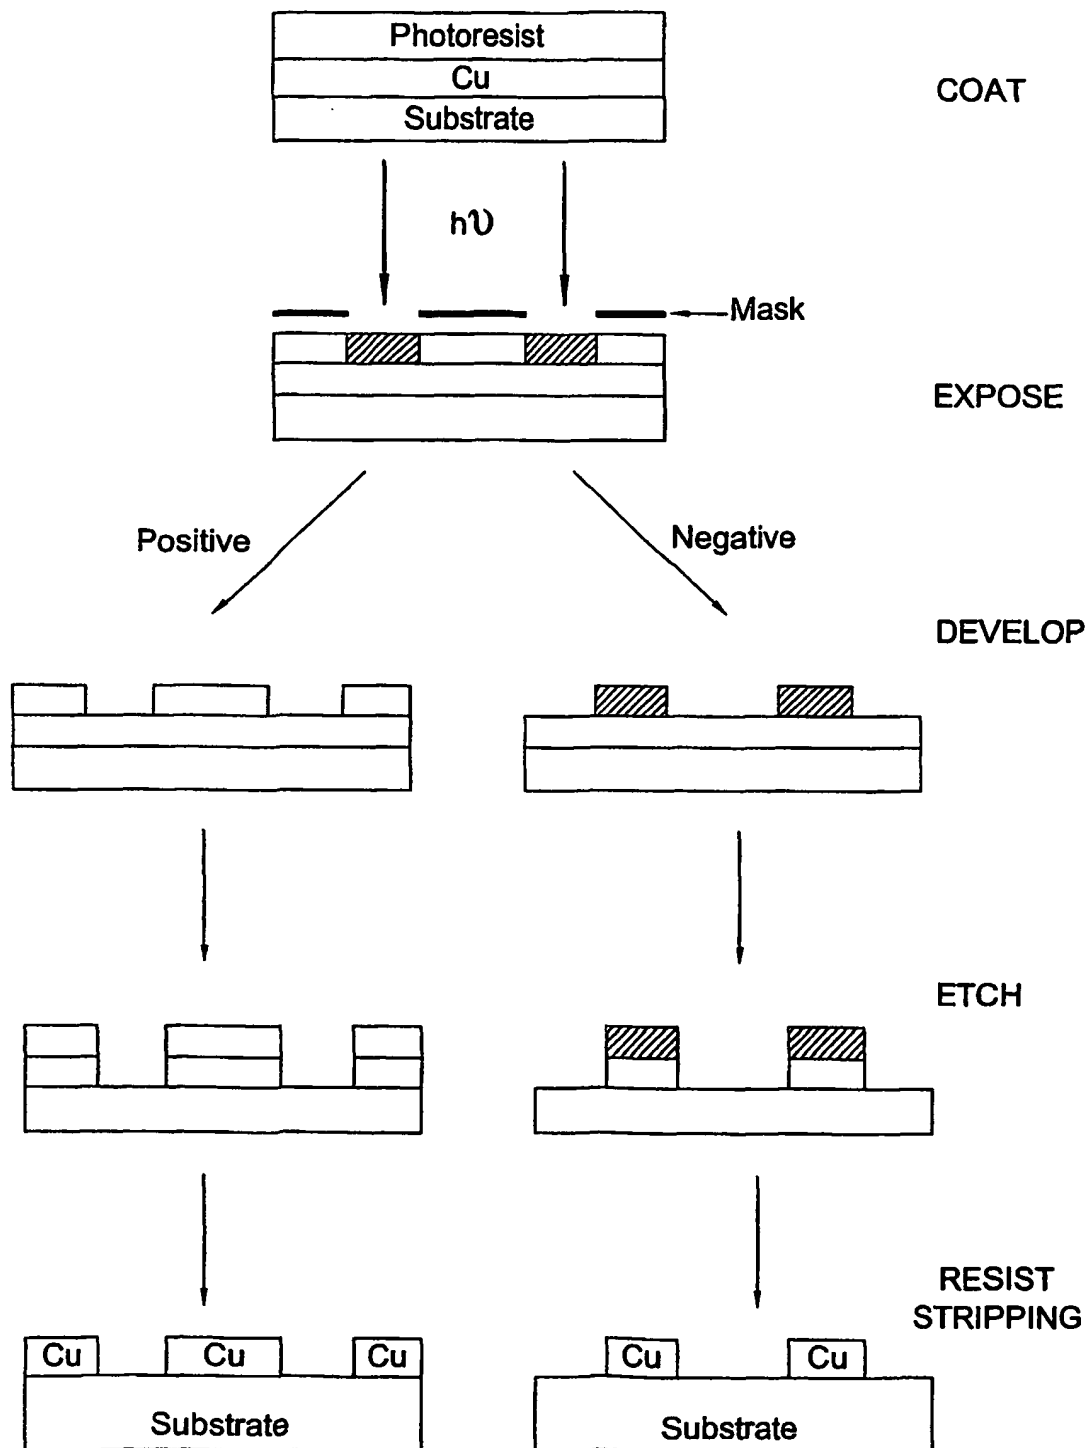 Photoresist
Cu
COAT
Substrate
hυ
Mask
EXPOSE
Positive
Negative
DEVELOP
ETCH
RESIST
STRIPPING
Cu Cu Cu
Cu Cu
Substrate
Substrate